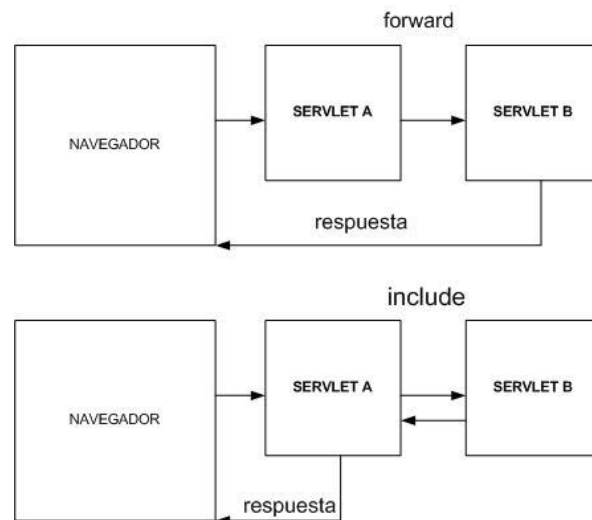 forward
NAVEGADOR
SERVLET A
SERVLET B
respuesta
include
NAVEGADOR
SERVLET A
SERVLET B
respuesta